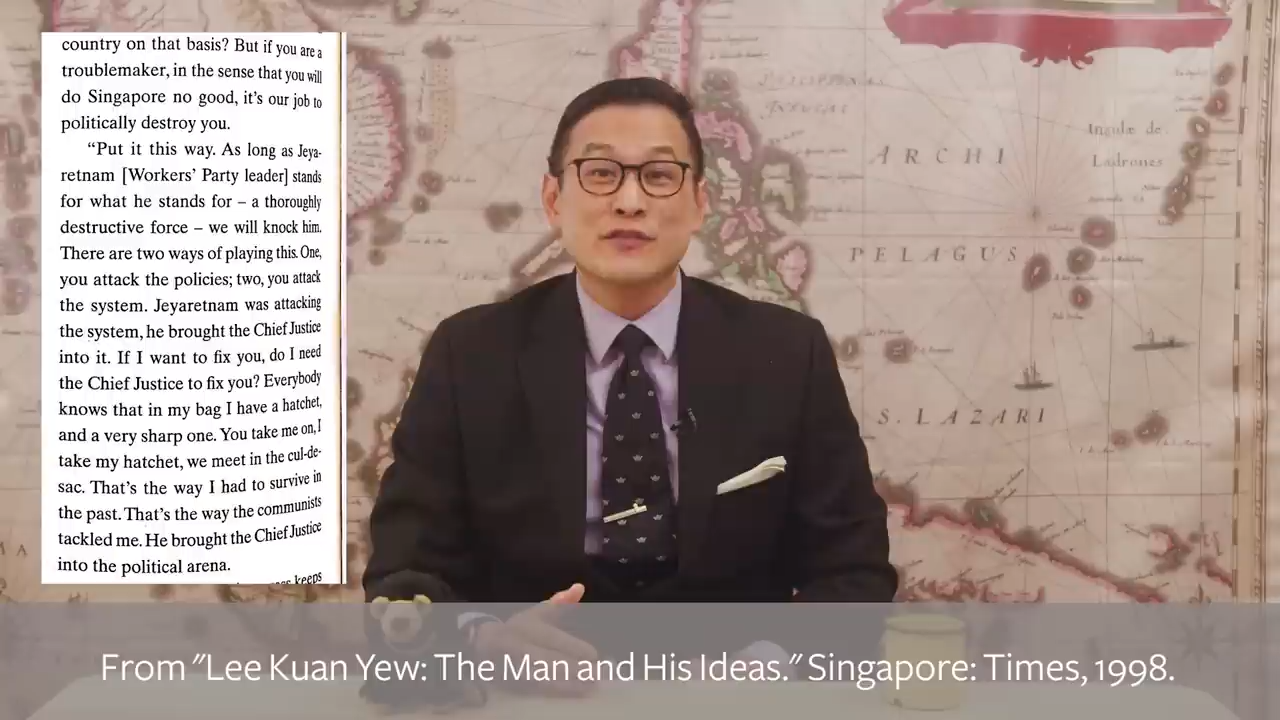 country on that basis? But if you are a
troublemaker, in the sense that you will
do Singapore no good, it's our job to
politically destroy you.
"Put it this way. As long as Jeya-
retnam [Workers' Party leader] stands
for what he stands for – a thoroughly
destructive force – we will knock him.
There are two ways of playing this. One,
you attack the policies; two, you attack
the system. Jeyaretnam was attacking
the system, he brought the Chief Justice
into it. If I want to fix you, do I need
the Chief Justice to fix you? Everybody
knows that in my bag I have a hatchet,
and a very sharp one. You take me on, I
take my hatchet, we meet in the cul-de-
sac. That's the way I had to survive in
the past. That's the way the communists
tackled me. He brought the Chief Justice
into the political arena.
keeps
Insulæ de
Ladrones
ARCHI
PELAGUS
S. LAZARI
From "Lee Kuan Yew: The Man and His Ideas." Singapore: Times, 1998.